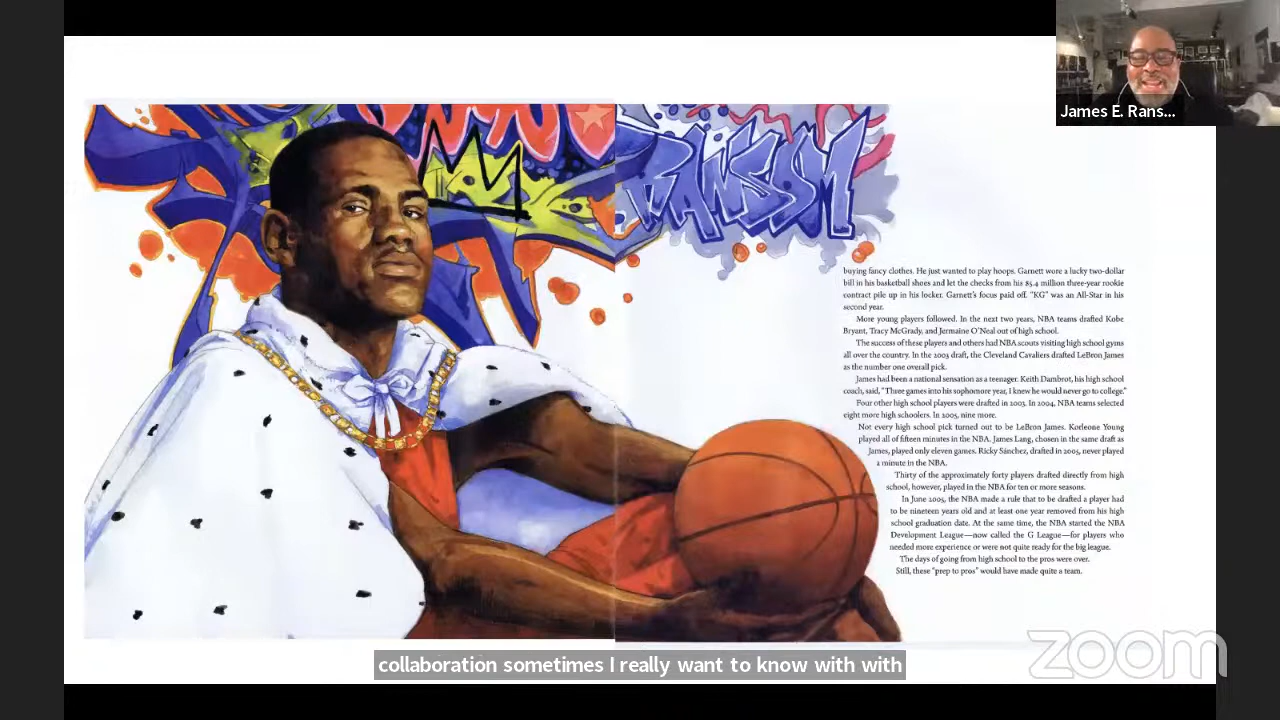 James E. Rans...
RANSOM
buying fancy clothes. He just wanted to play hoops. Garnett wore a lucky two-dollar
bill in his basketball shoes and let the checks from his $5.4 million three-year rookie
contract pile up in his locker. Garnett's focus paid off. "KG" was an All-Star in his
second year.
More young players followed. In the next two years, NBA teams drafted Kobe
Bryant, Tracy McGrady, and Jermaine O'Neal out of high school.
The success of these players and others had NBA scouts visiting high school gyms
all over the country. In the 2003 draft, the Cleveland Cavaliers drafted LeBron James
as the number one overall pick.
James had been a national sensation as a teenager. Keith Dambrot, his high school
coach, said, "Three games into his sophomore year, I knew he would never go to college."
Four other high school players were drafted in 2003. In 2004, NBA teams selected
eight more high schoolers. In 2005, nine more.
Not every high school pick turned out to be LeBron James. Korleone Young
played all of fifteen minutes in the NBA. James Lang, chosen in the same draft as
James, played only eleven games. Ricky Sánchez, drafted in 2005, never played
a minute in the NBA.
Thirty of the approximately forty players drafted directly from high
school, however, played in the NBA for ten or more seasons.
In June 2005, the NBA made a rule that to be drafted a player had
to be nineteen years old and at least one year removed from his high
school graduation date. At the same time, the NBA started the NBA
Development League—now called the G League—for players who
needed more experience or were not quite ready for the big league.
The days of going from high school to the pros were over.
Still, these "prep to pros" would have made quite a team.
zoom
collaboration sometimes I really want to know with with